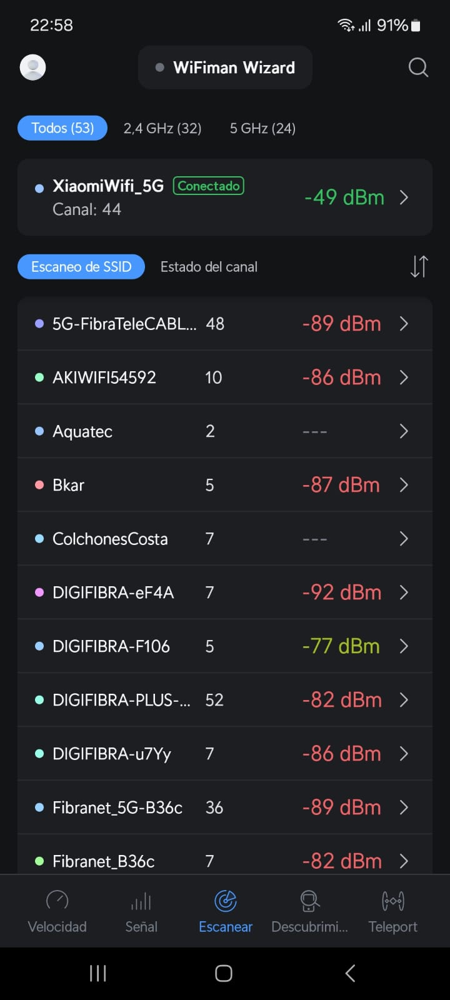 22:58 91%
WiFiman Wizard
Todos (53) 2,4 GHz (32) 5 GHz (24)
XiaomiWifi_5G Conectado
Canal: 44
-49 dBm
Escaneo de SSID Estado del canal
5G-FibraTeleCABL... 48 -89 dBm
AKIWIFI54592 10 -86 dBm
Aquatec 2 ---
Bkar 5 -87 dBm
ColchonesCosta 7 ---
DIGIFIBRA-eF4A 7 -92 dBm
DIGIFIBRA-F106 5 -77 dBm
DIGIFIBRA-PLUS-... 52 -82 dBm
DIGIFIBRA-u7Yy 7 -86 dBm
Fibranet_5G-B36c 36 -89 dBm
Fibranet_B36c 7 -82 dBm
Velocidad Señal Escanear Descubrimi... Teleport